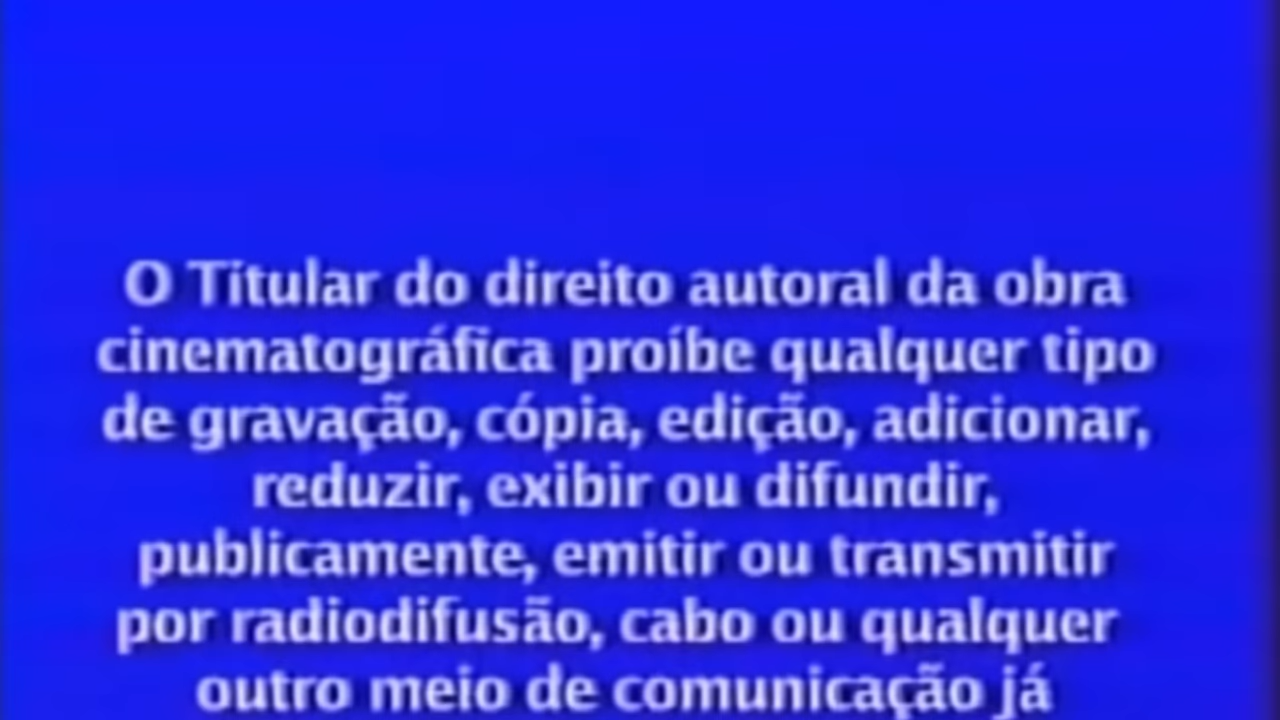 O Titular do direito autoral da obra
cinematográfica proíbe qualquer tipo
de gravação, cópia, edição, adicionar,
reduzir, exibir ou difundir,
publicamente, emitir ou transmitir
por radiodifusão, cabo ou qualquer
outro meio de comunicação já